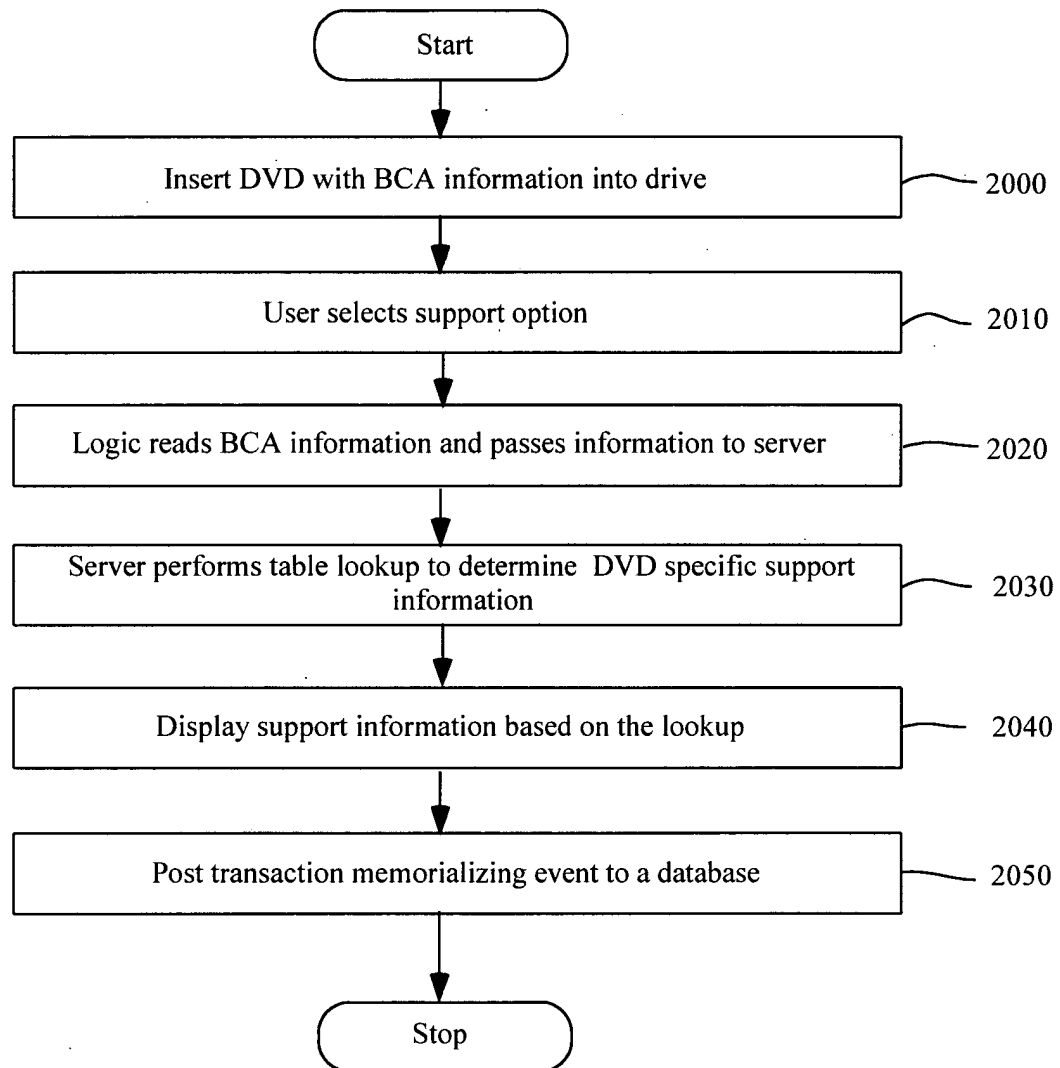 Start
Insert DVD with BCA information into drive
2000
User selects support option
2010
Logic reads BCA information and passes information to server
2020
Server performs table lookup to determine DVD specific support
information
2030
Display support information based on the lookup
2040
Post transaction memorializing event to a database
2050
Stop